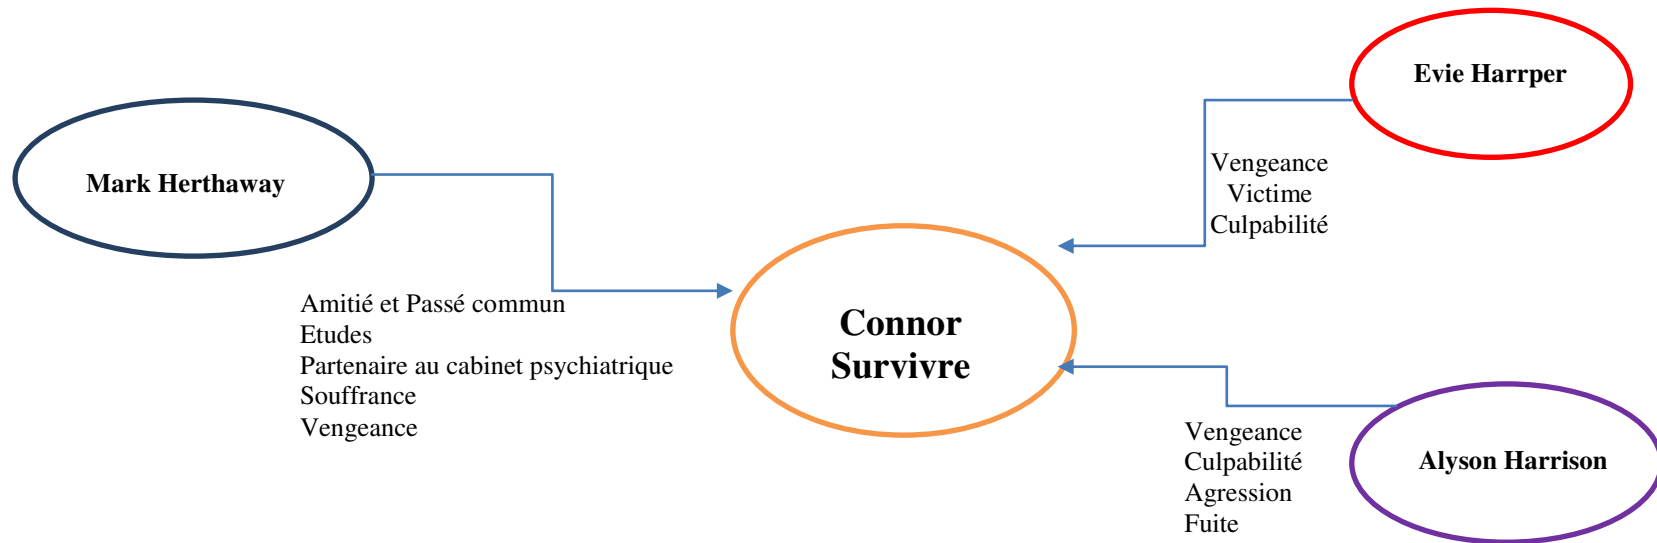 Evie Harrper
Mark Herthaway
Vengeance
Victime
Culpabilité
Amitié et Passé commun
Etudes
Partenaire au cabinet psychiatrique
Souffrance
Vengeance
Connor
Survivre
Vengeance
Culpabilité
Agression
Fuite
Alyson Harrison